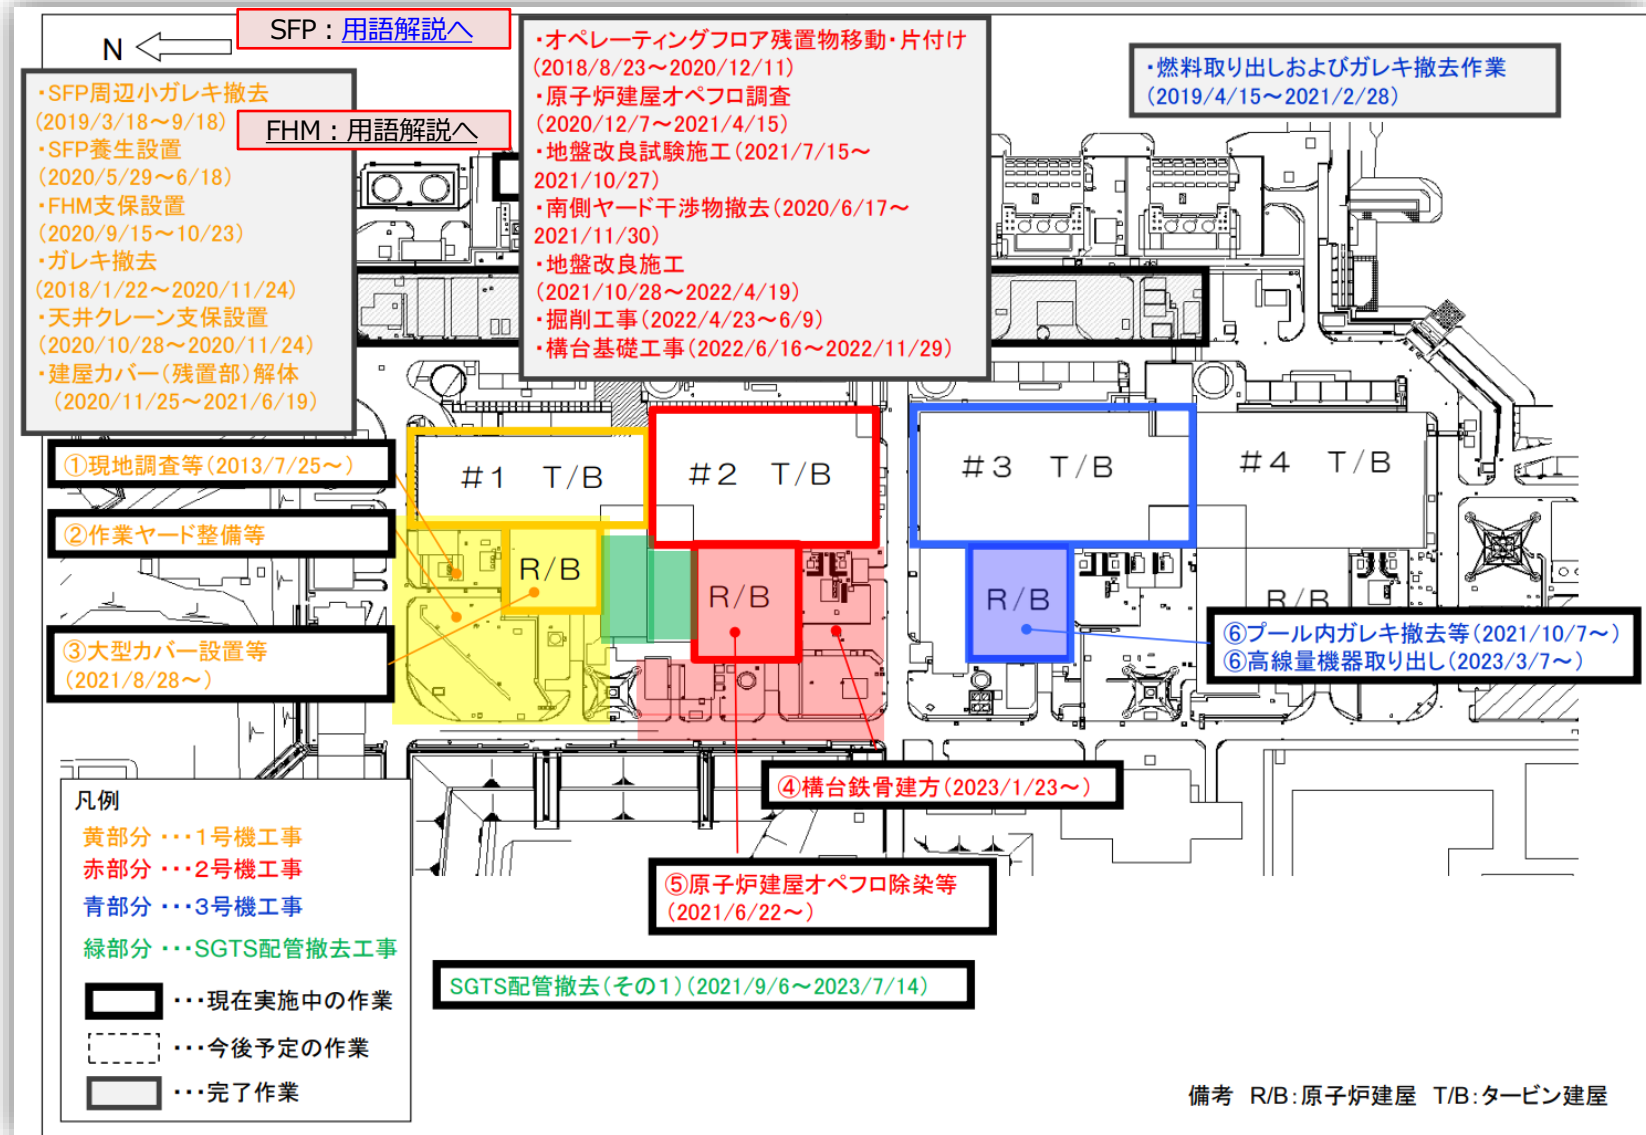 N
SFP：用語解説へ
FHM：用語解説へ
・SFP周辺小ガレキ撤去
(2019/3/18～9/18)
・SFP養生設置
(2020/5/29～6/18)
・FHM支保設置
(2020/9/15～10/23)
・ガレキ撤去
(2018/1/22～2020/11/24)
・天井クレーン支保設置
(2020/10/28～2020/11/24)
・建屋カバー(残置部)解体
(2020/11/25～2021/6/19)
・オペレーティングフロア残置物移動・片付け
(2018/8/23～2020/12/11)
・原子炉建屋オペフロ調査
(2020/12/7～2021/4/15)
・地盤改良試験施工(2021/7/15～
2021/10/27)
・南側ヤード干渉物撤去(2020/6/17～
2021/11/30)
・地盤改良施工
(2021/10/28～2022/4/19)
・掘削工事(2022/4/23～6/9)
・構台基礎工事(2022/6/16～2022/11/29)
・燃料取り出しおよびガレキ撤去作業
(2019/4/15～2021/2/28)
①現地調査等(2013/7/25～)
②作業ヤード整備等
③大型カバー設置等
(2021/8/28～)
#1 T/B
#2 T/B
#3 T/B
#4 T/B
R/B
R/B
R/B
R/B
⑥プール内ガレキ撤去等(2021/10/7～)
⑥高線量機器取り出し(2023/3/7～)
④構台鉄骨建方(2023/1/23～)
⑤原子炉建屋オペフロ除染等
(2021/6/22～)
SGTS配管撤去(その1)(2021/9/6～2023/7/14)
凡例
黄部分 ･･･1号機工事
赤部分 ･･･2号機工事
青部分 ･･･3号機工事
緑部分 ･･･SGTS配管撤去工事
･･･現在実施中の作業
･･･今後予定の作業
･･･完了作業
備考 R/B:原子炉建屋 T/B:タービン建屋